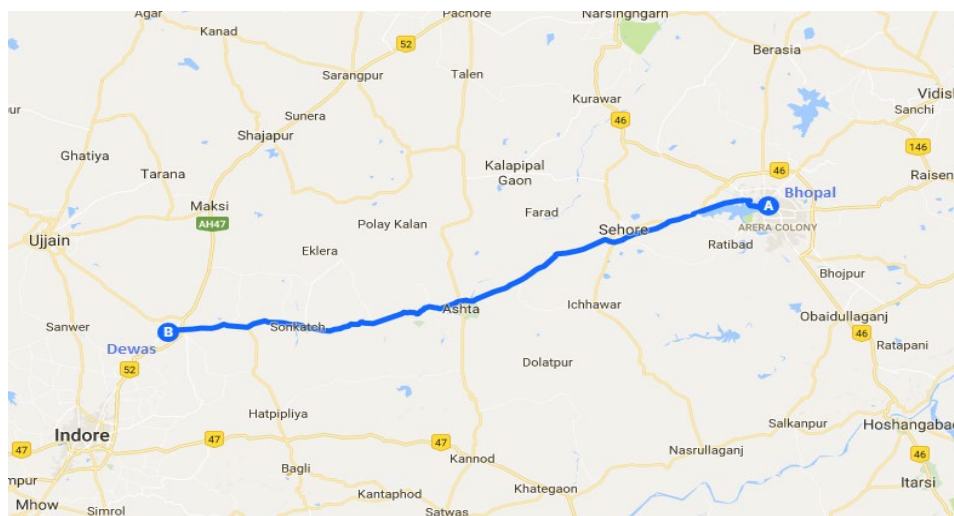 Agar
Pachore
Narsinghgarh
Kanad
52
Berasia
Sarangpur
Talen
Kurawar
Vidish
Sunera
Sanchi
46
Shajapur
146
Ghatiya
Kalapipal
Gaon
46
Tarana
Raisen
Bhopal
Maksi
A
Farad
AH47
Polay Kalan
Sehore
ARERA COLONY
Ujjain
Ratibad
Eklera
Bhojpur
Ichhawar
Ashta
Obaidullaganj
Sanwer
B
Sonkatch
46
Dewas
Ratapani
Dolatpur
52
Hatpipliya
Salkanpur
Indore
Hoshangabad
47
47
47
Nasrullaganj
46
Kannod
Bagli
mpur
Khategaon
Itarsi
Kantaphod
Mhow
Simrol
Satwas